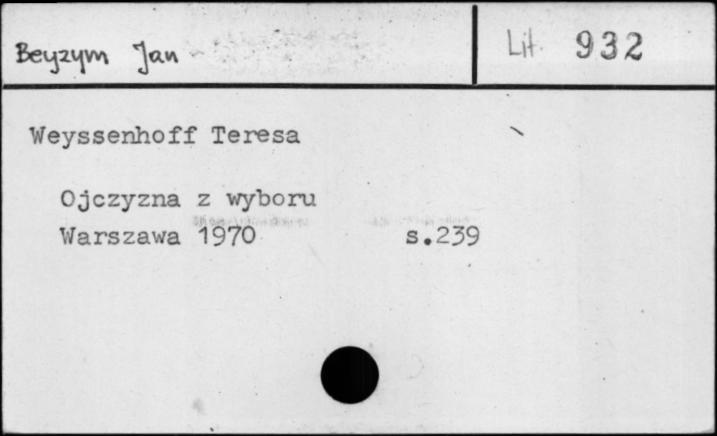 Beyzym Jan
Lit 932
Weyssenhoff Teresa
Ojczyzna z wyboru
Warszawa 1970 s.239